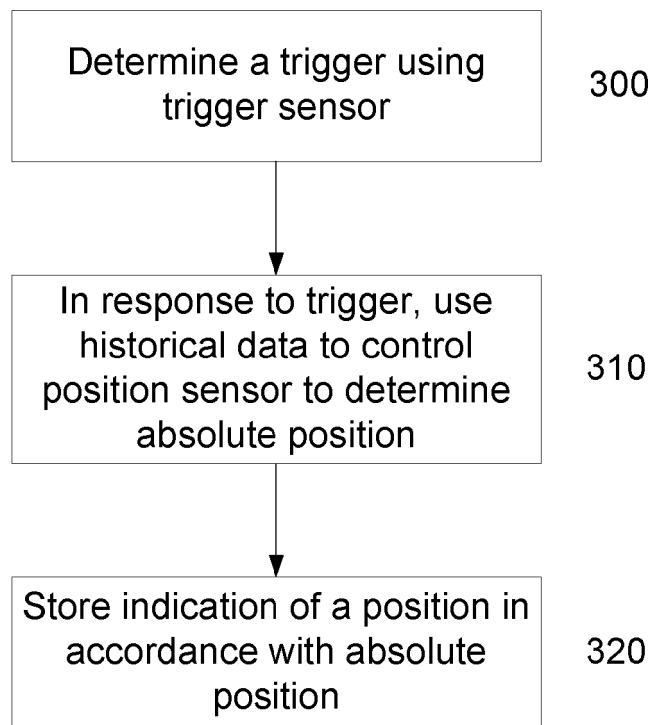 Determine a trigger using
trigger sensor
300
In response to trigger, use
historical data to control
position sensor to determine
absolute position
310
Store indication of a position in
accordance with absolute
position
320